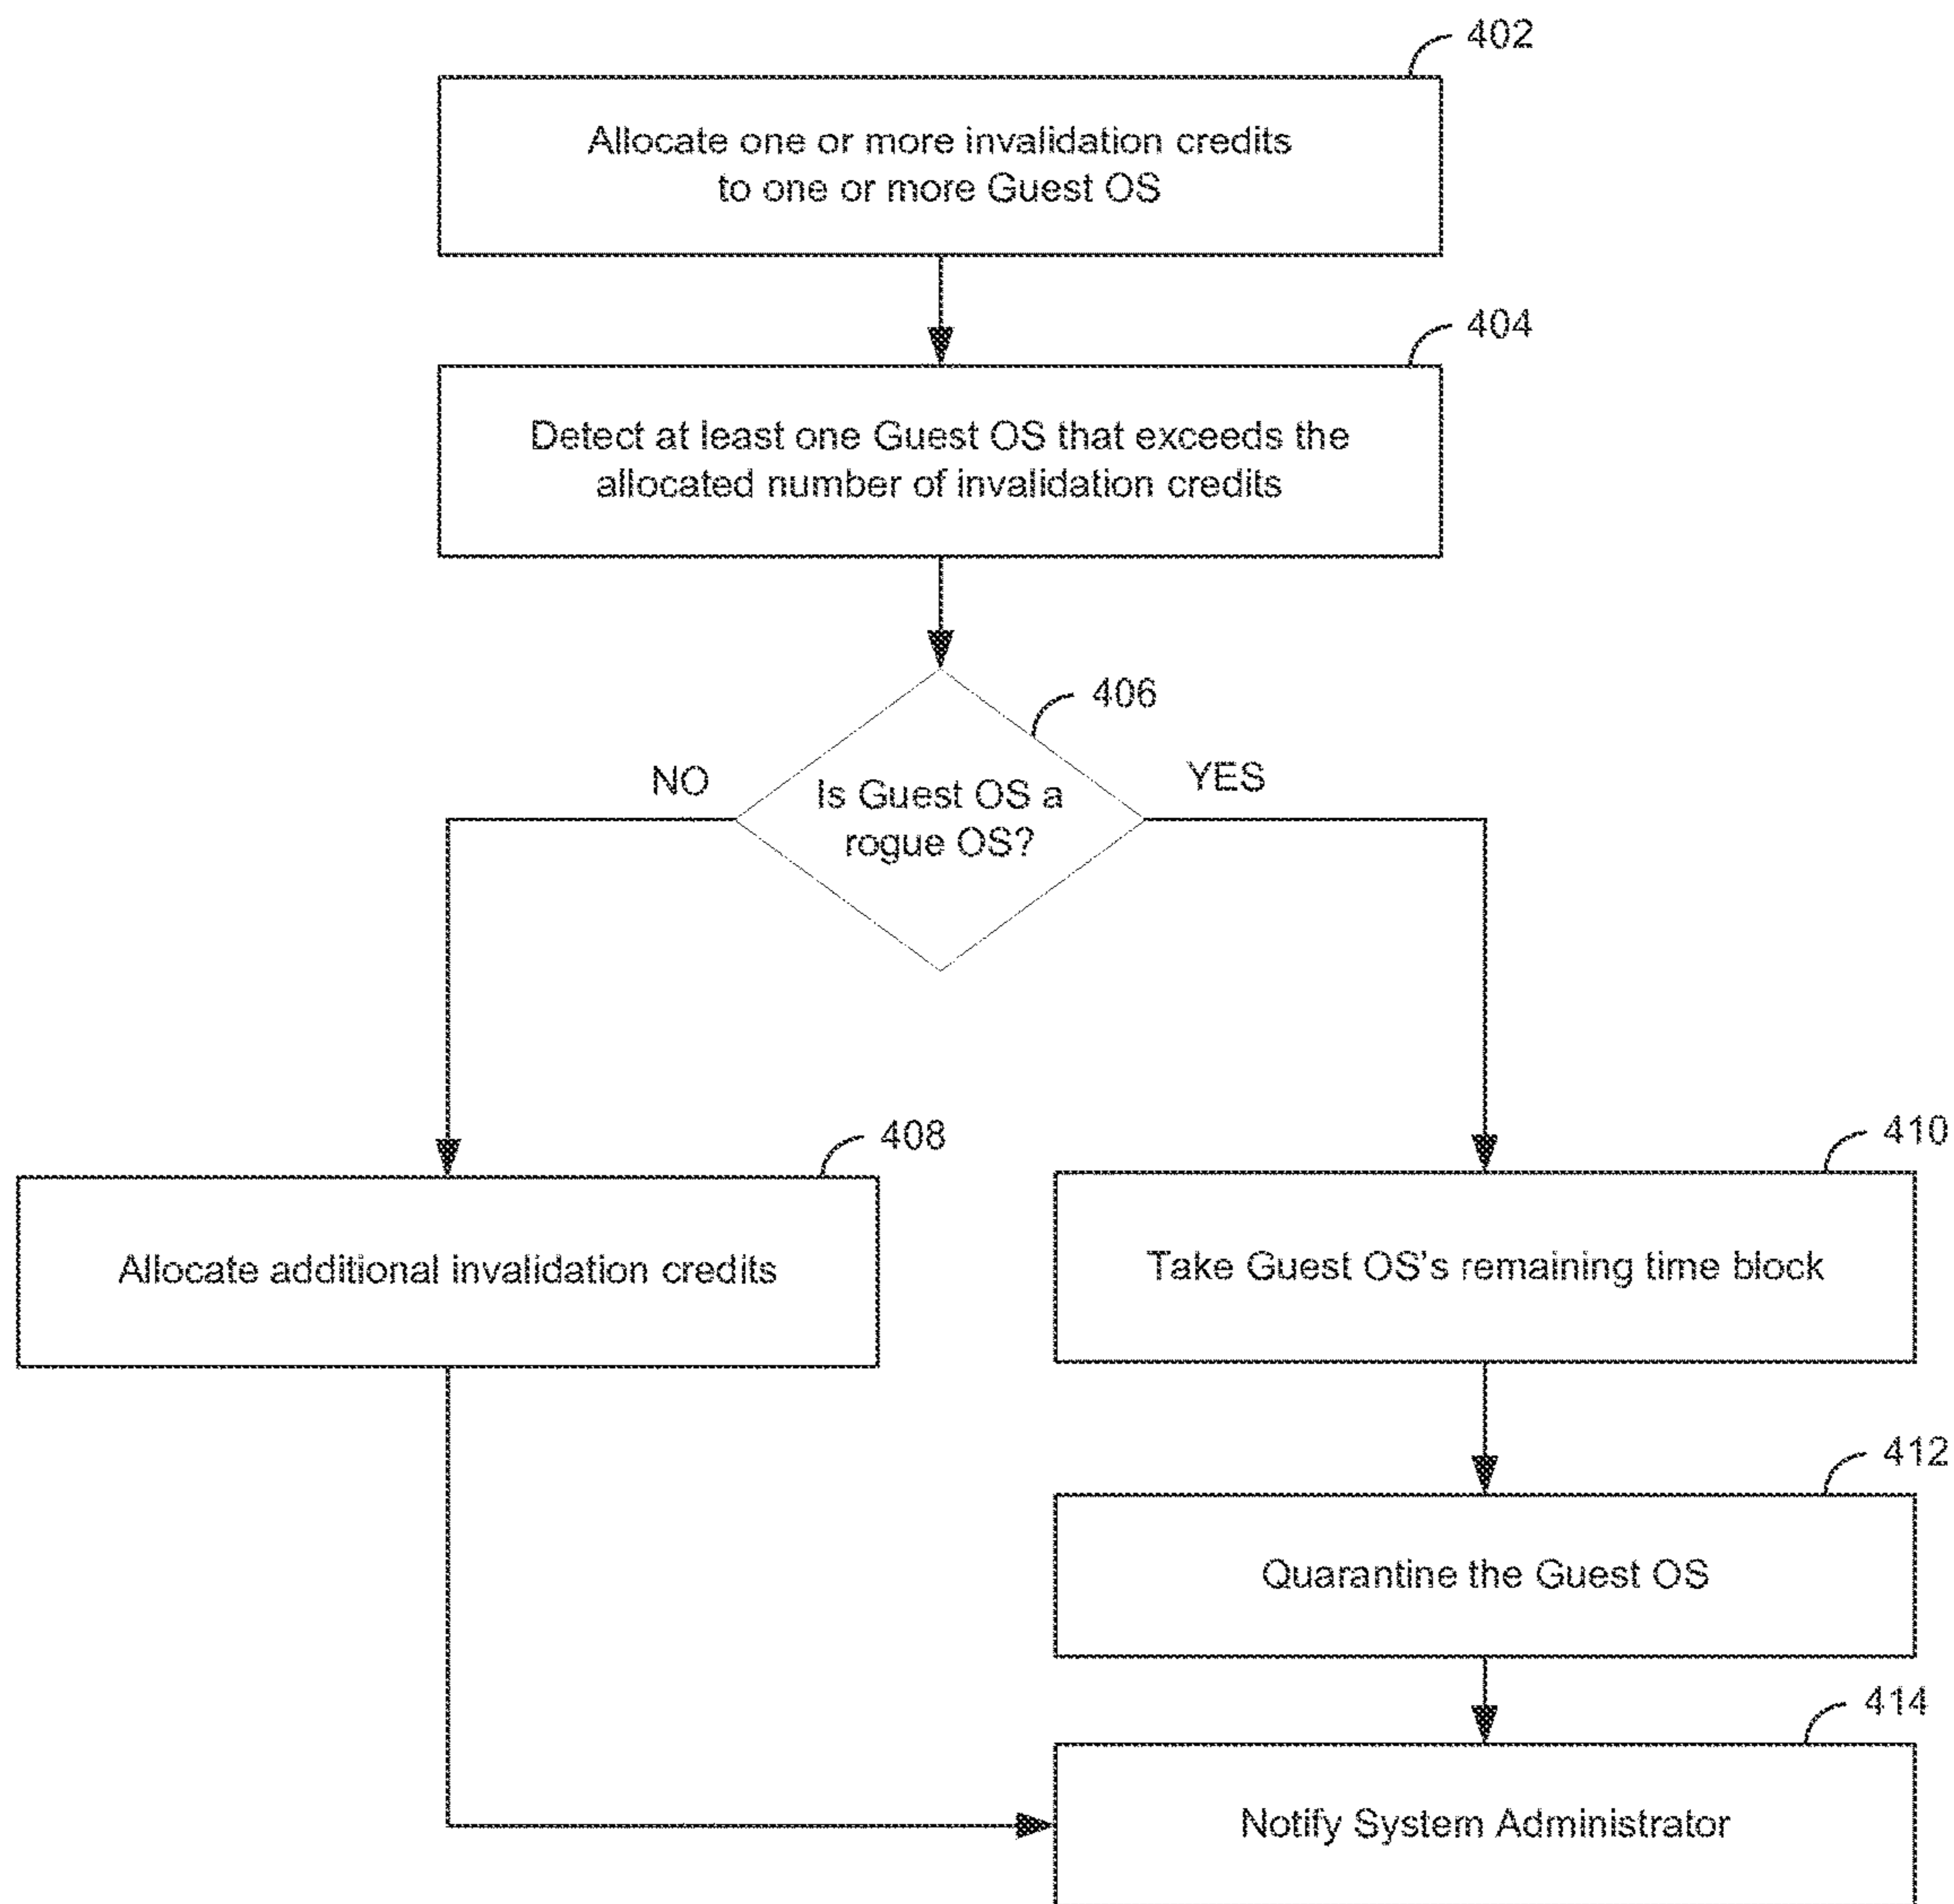 402
Allocate one or more invalidation credits
to one or more Guest OS
404
Detect at least one Guest OS that exceeds the
allocated number of invalidation credits
406
NO
YES
Is Guest OS a
rogue OS?
408
410
Allocate additional invalidation credits
Take Guest OS's remaining time block
412
Quarantine the Guest OS
414
Notify System Administrator